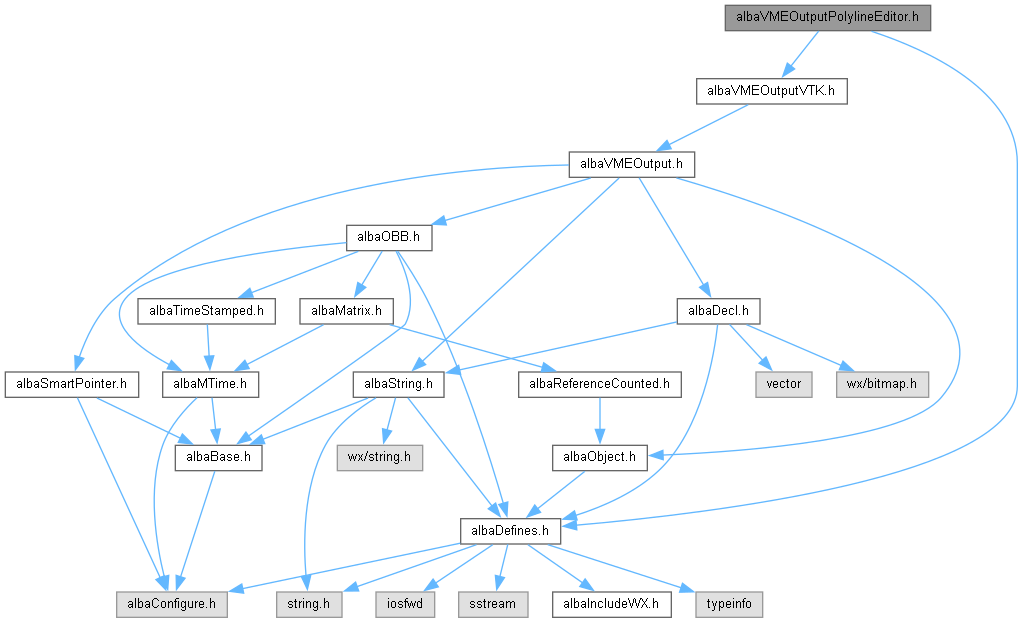 albaVMEOutputPolylineEditor.h
albaVMEOutputVTK.h
albaVMEOutput.h
albaOBB.h
albaTimeStamped.h
albaMatrix.h
albaDecl.h
albaSmartPointer.h
albaMTime.h
albaString.h
albaReferenceCounted.h
vector
wx/bitmap.h
albaBase.h
wx/string.h
albaObject.h
albaDefines.h
albaConfigure.h
string.h
iosfwd
sstream
albaIncludeWX.h
typeinfo